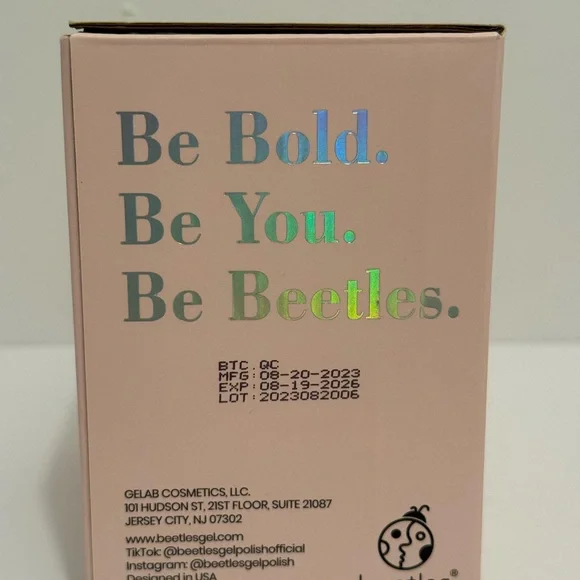 Be Bold.
Be You.
Be Beetles.
BTC.QC
MFG:08-20-2023
EXP:08-19-2026
LOT:2023082006
GELAB COSMETICS, LLC.
101 HUDSON ST, 21ST FLOOR, SUITE 21087
JERSEY CITY, NJ 07302
www.beetlesgel.com
TikTok: @beetlesgelpolishofficial
Instagram: @beetlesgelpolish
Designed in USA
beetles®